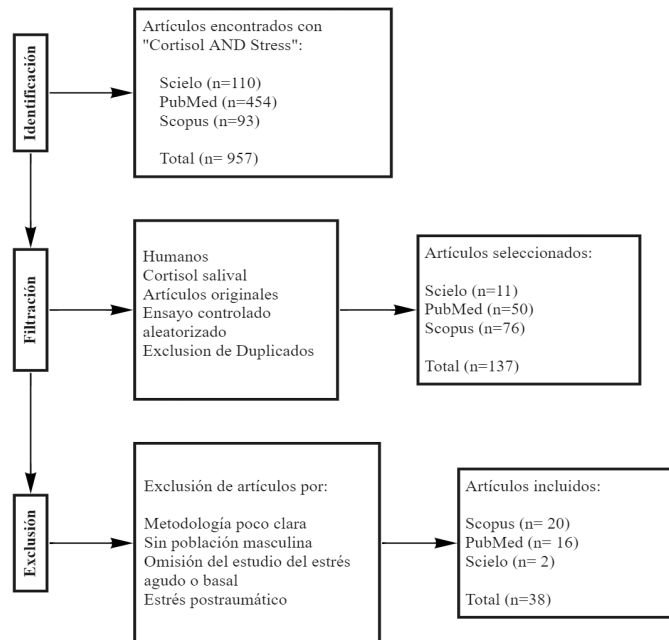 Identificación
Artículos encontrados con
"Cortisol AND Stress":
Scielo (n=110)
PubMed (n=454)
Scopus (n=93)
Total (n= 957)
Filtración
Humanos
Cortisol salival
Artículos originales
Ensayo controlado
aleatorizado
Exclusion de Duplicados
Artículos seleccionados:
Scielo (n=11)
PubMed (n=50)
Scopus (n=76)
Total (n=137)
Exclusión
Exclusión de artículos por:
Metodología poco clara
Sin población masculina
Omisión del estudio del estrés
agudo o basal
Estrés postraumático
Artículos incluidos:
Scopus (n= 20)
PubMed (n= 16)
Scielo (n= 2)
Total (n=38)